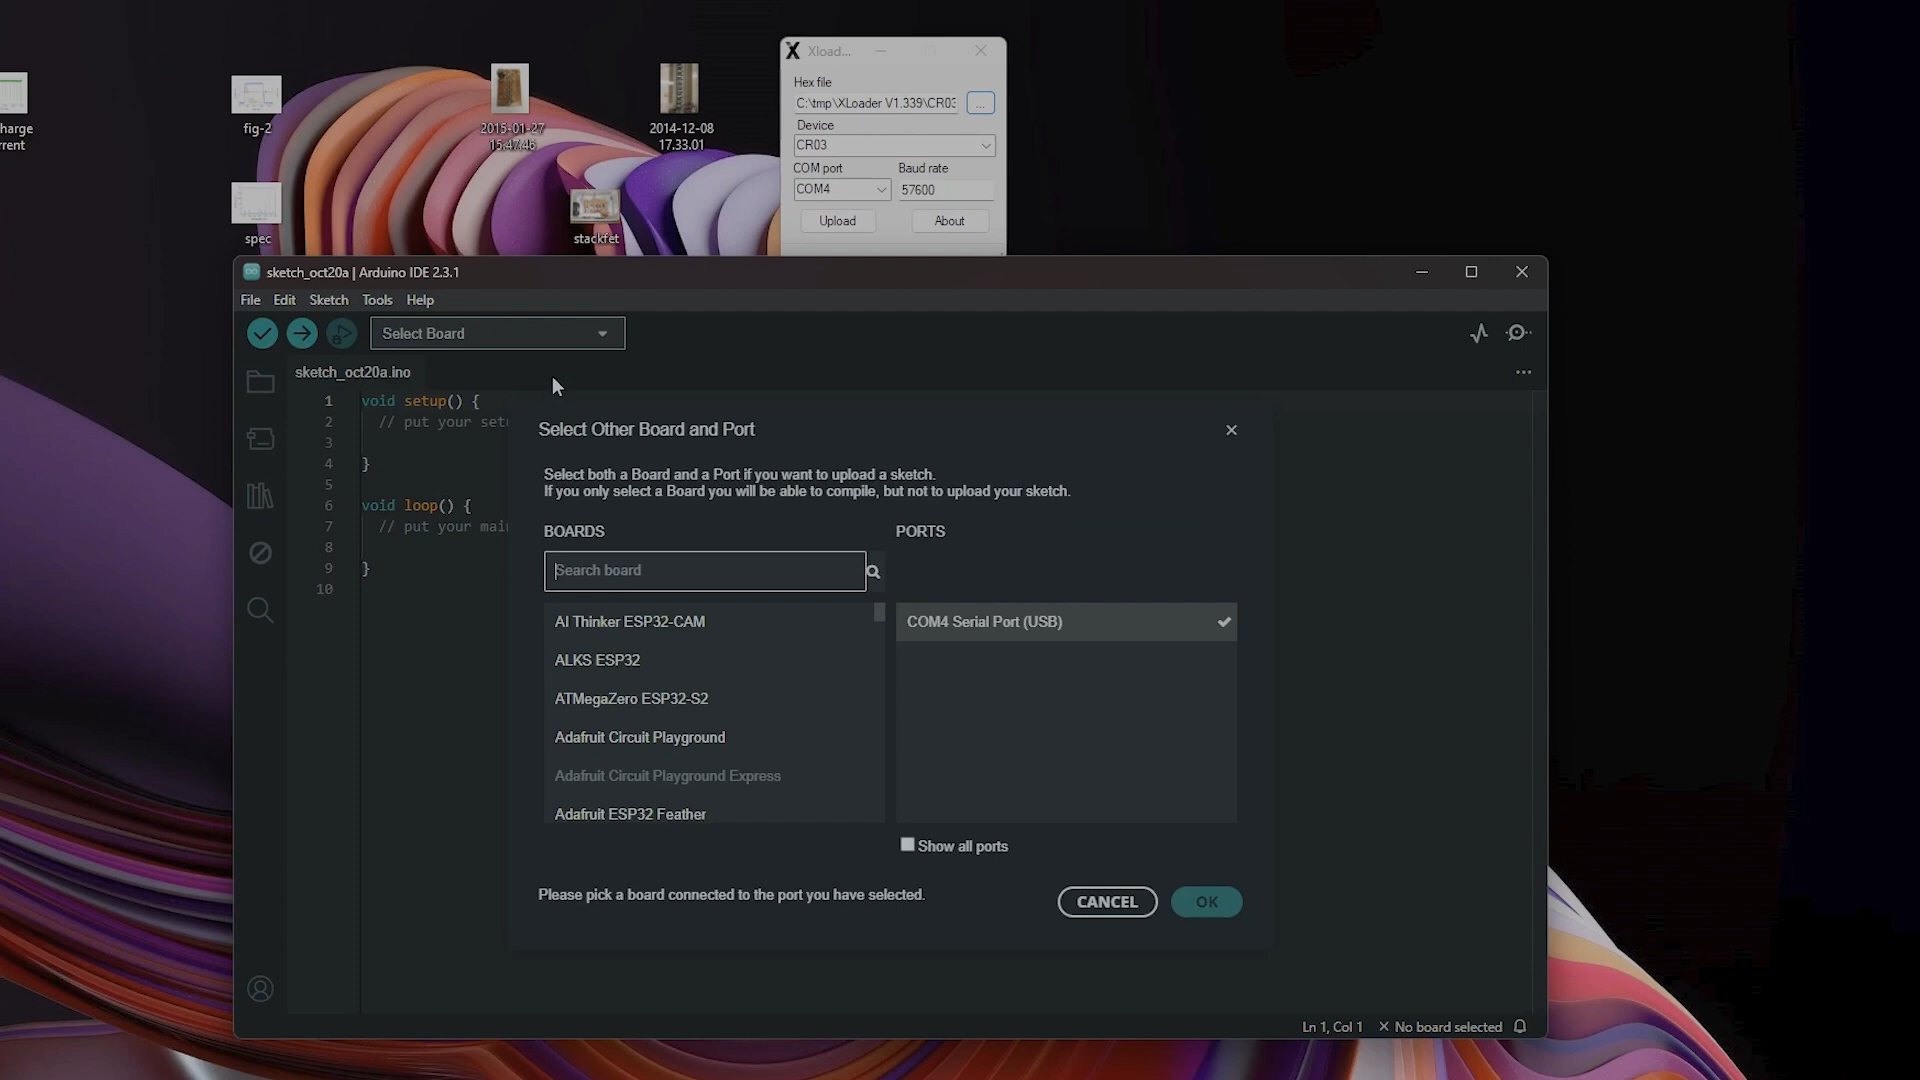 harge
rrent
fig-2
spec
2015-01-27
15.47.46
stackfet
2014-12-08
17.33.01
X Xload...
Hex file
C:\tmp\XLoader V1.339\CR03
...
Device
CR03
COM port
Baud rate
COM4
57600
Upload
About
sketch_oct20a | Arduino IDE 2.3.1
File Edit Sketch Tools Help
Select Board
sketch_oct20a.ino
1 void setup() {
2 // put your setu
3
4 }
5
6 void loop() {
7 // put your main
8
9 }
10
Select Other Board and Port
Select both a Board and a Port if you want to upload a sketch.
If you only select a Board you will be able to compile, but not to upload your sketch.
BOARDS
PORTS
Search board
AI Thinker ESP32-CAM
ALKS ESP32
ATMegaZero ESP32-S2
Adafruit Circuit Playground
Adafruit Circuit Playground Express
Adafruit ESP32 Feather
COM4 Serial Port (USB)
Show all ports
Please pick a board connected to the port you have selected.
CANCEL
OK
Ln 1, Col 1
No board selected